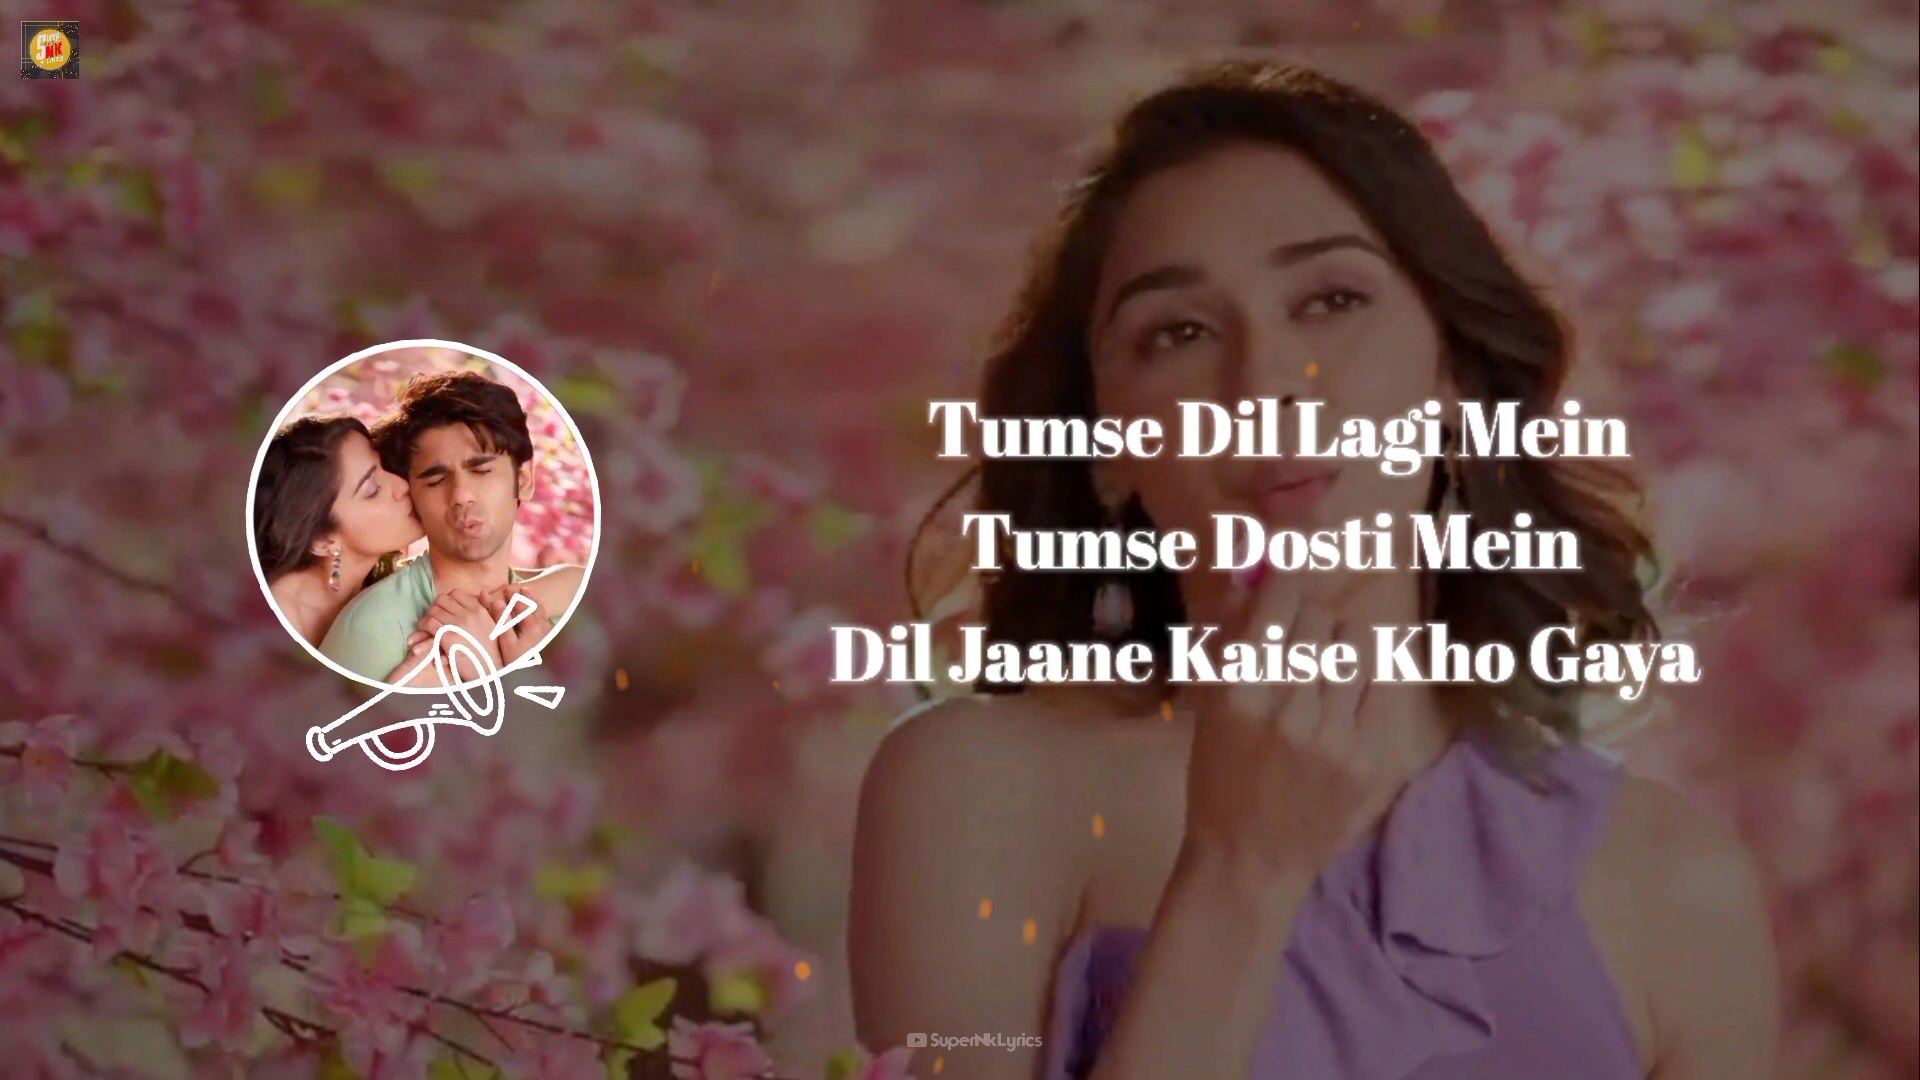 Tumse Dil Lagi Mein
Tumse Dosti Mein
Dil Jaane Kaise Kho Gaya
SuperNkLyrics